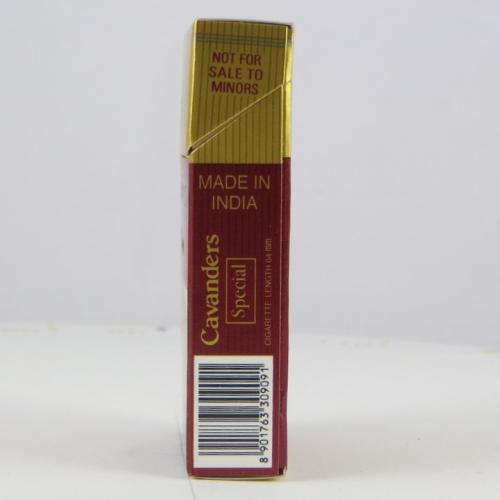 NOT FOR
SALE TO
MINORS
MADE IN
INDIA
Cavanders
Special
CIGARETTE LENGTH 64 mm
8 901763 309091